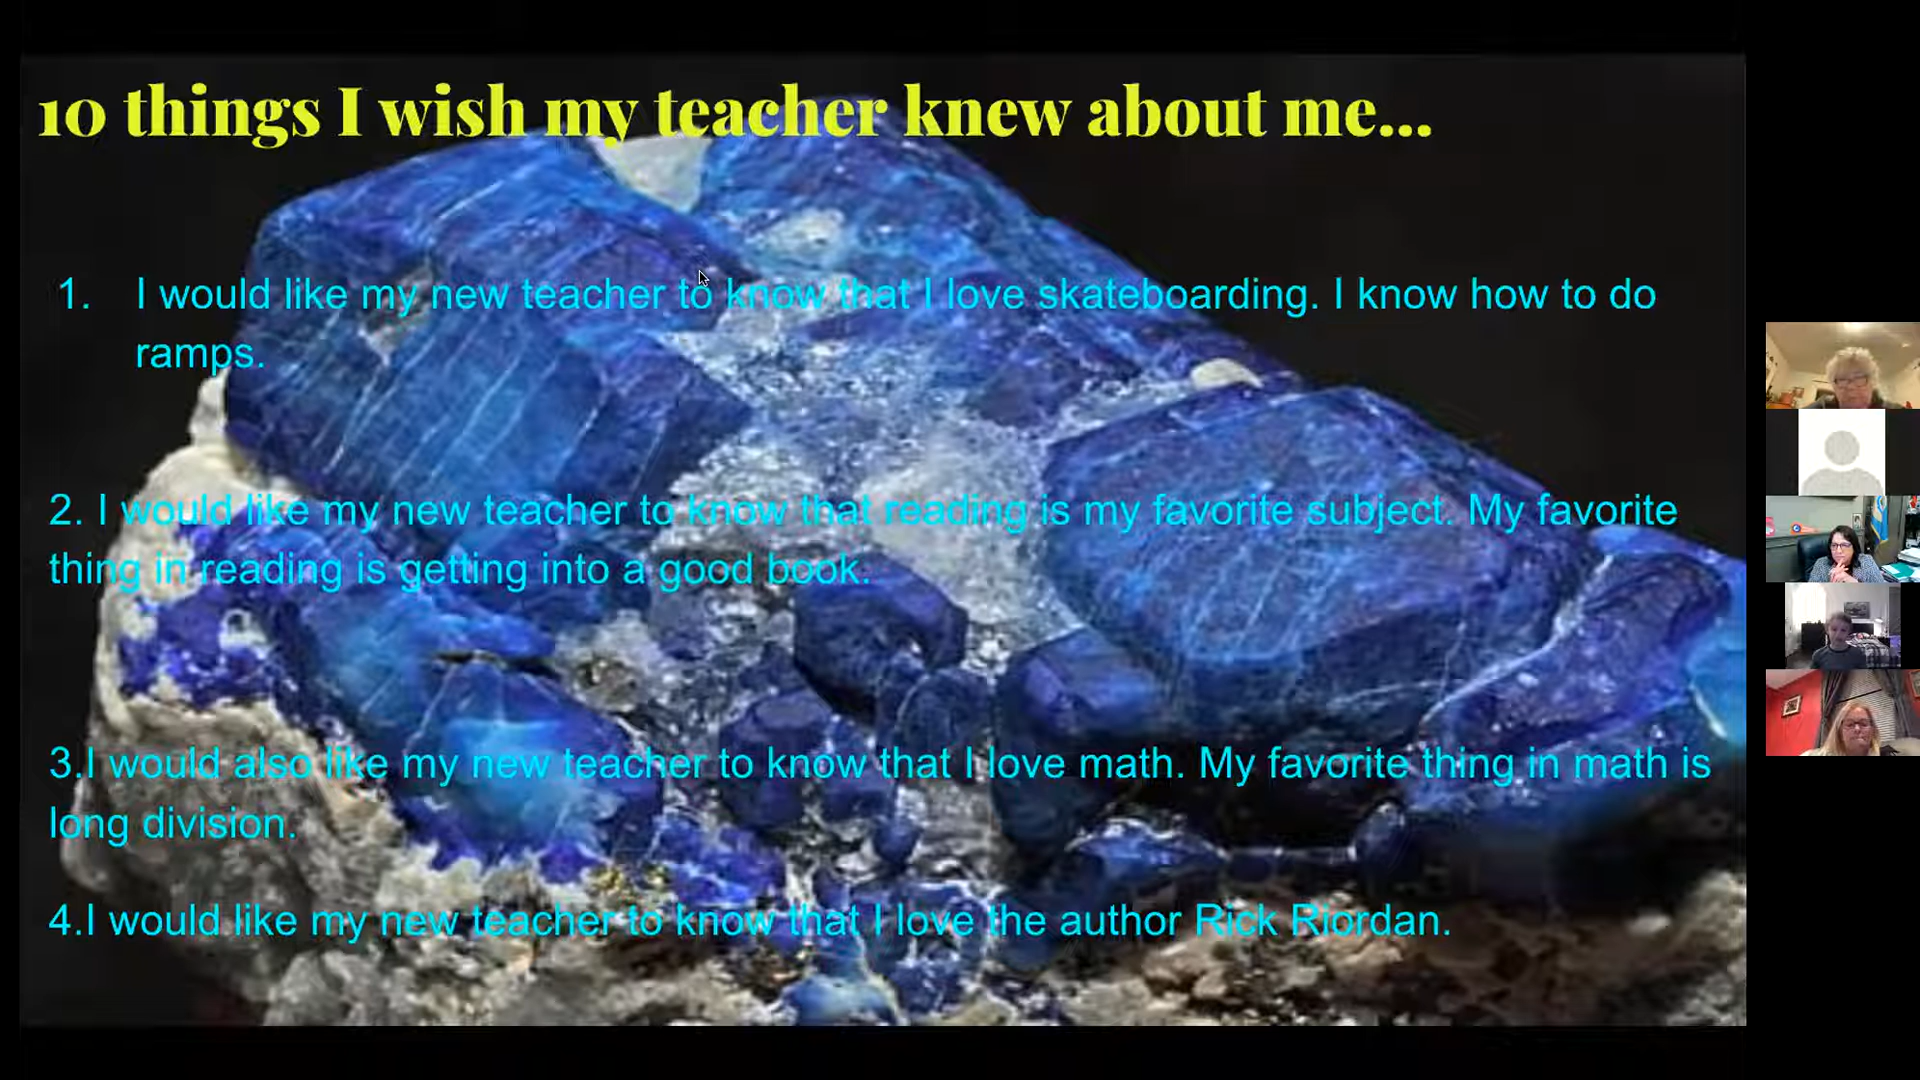 10 things I wish my teacher knew about me...
1. I would like my new teacher to know that I love skateboarding. I know how to do
ramps.
2. I would like my new teacher to know that reading is my favorite subject. My favorite
thing in reading is getting into a good book.
3.I would also like my new teacher to know that I love math. My favorite thing in math is
long division.
4.I would like my new teacher to know that I love the author Rick Riordan.